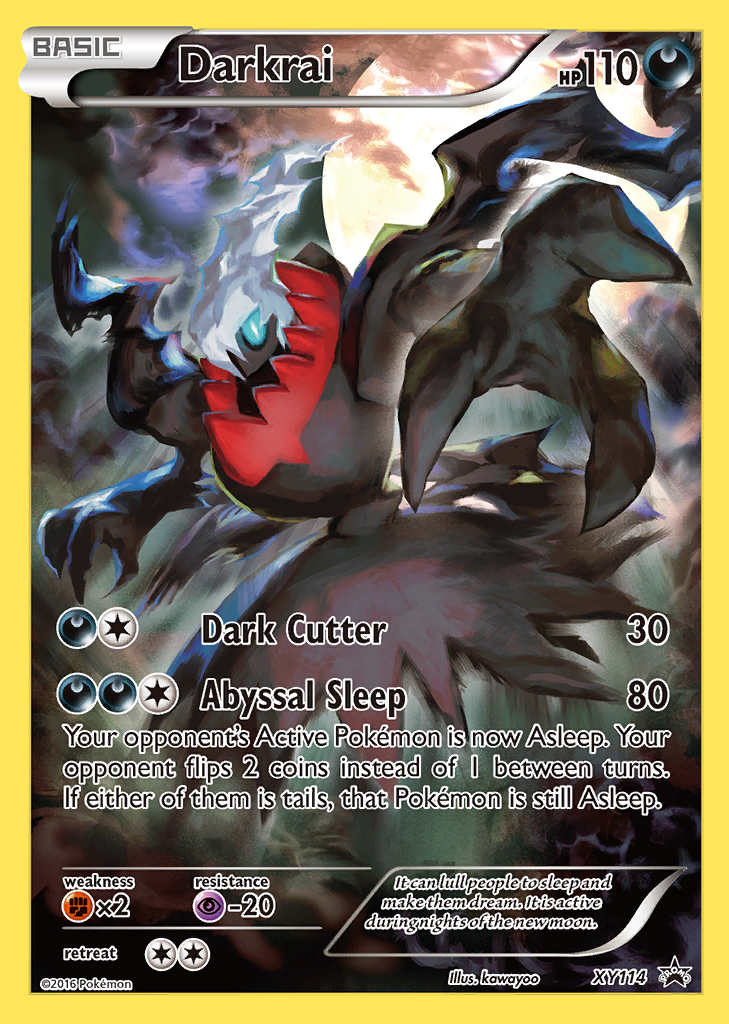 BASIC
Darkrai
HP110
Dark Cutter 30
Abyssal Sleep 80
Your opponent's Active Pokémon is now Asleep. Your
opponent flips 2 coins instead of 1 between turns.
If either of them is tails, that Pokémon is still Asleep.
weakness resistance
×2 -20
It can lull people to sleep and
make them dream. It is active
during nights of the new moon.
retreat
©2016 Pokémon Illus. kawayoo XY114 PROMO